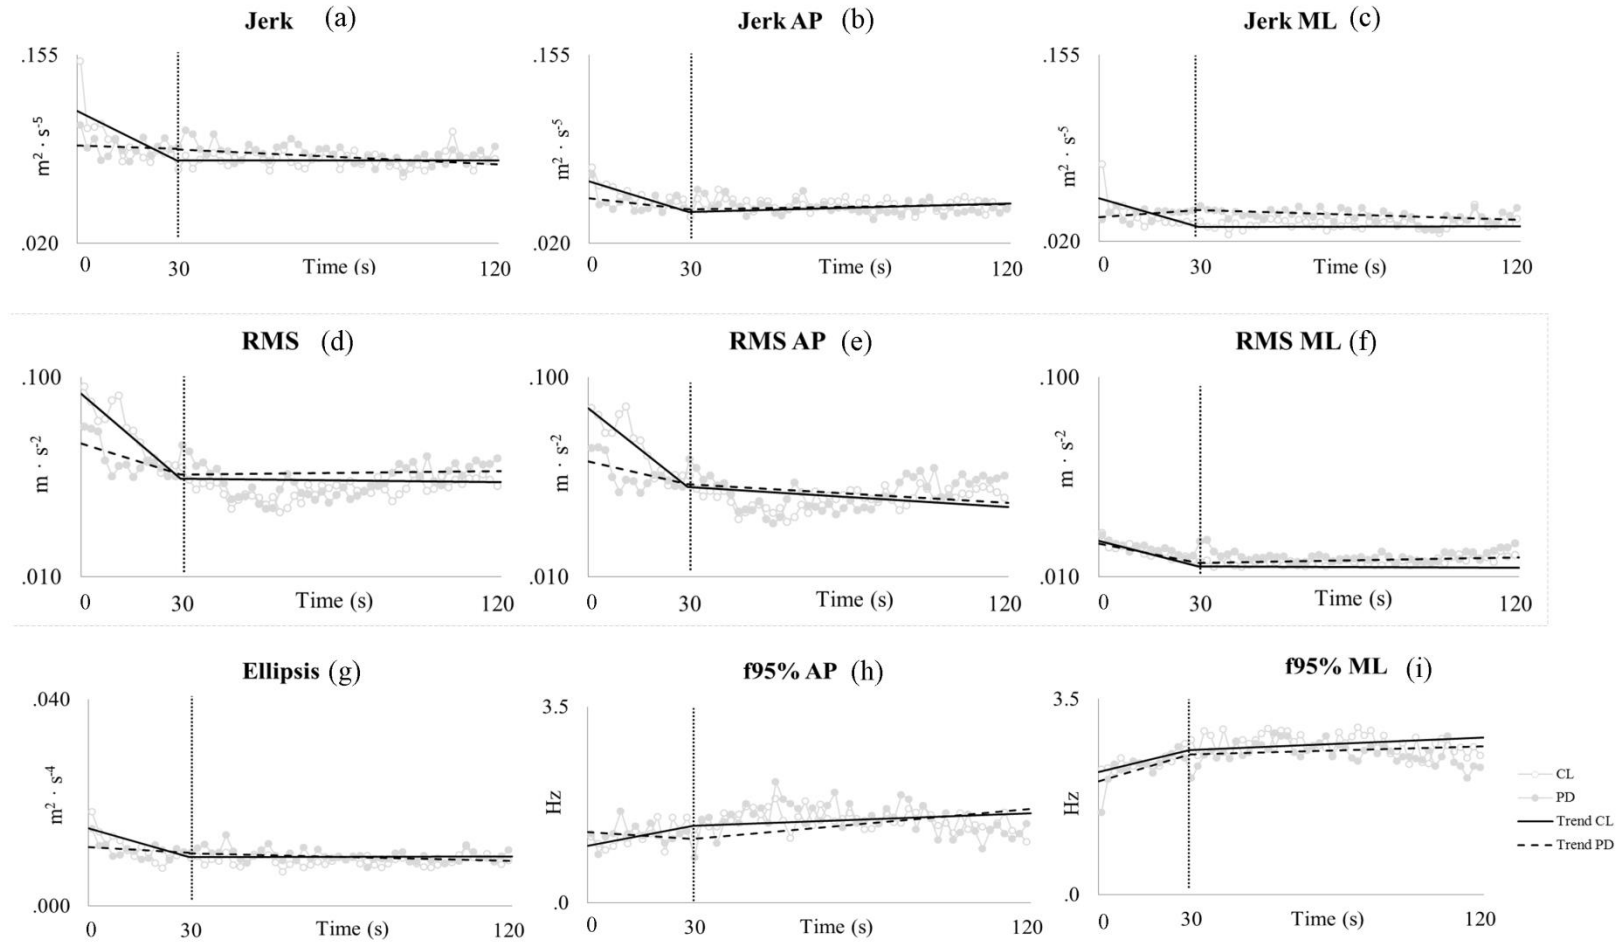 Jerk (a)
.155
m² · s⁻⁵
.020
0 30 Time (s) 120
Jerk AP (b)
.155
m² · s⁻⁵
.020
0 30 Time (s) 120
Jerk ML (c)
.155
m² · s⁻⁵
.020
0 30 Time (s) 120
RMS (d)
.100
m · s⁻²
.010
0 30 Time (s) 120
RMS AP (e)
.100
m · s⁻²
.010
0 30 Time (s) 120
RMS ML (f)
.100
m · s⁻²
.010
0 30 Time (s) 120
Ellipsis (g)
.040
m² · s⁻⁴
.000
0 30 Time (s) 120
f95% AP (h)
3.5
Hz
.0
0 30 Time (s) 120
f95% ML (i)
3.5
Hz
.0
0 30 Time (s) 120
CL
PD
Trend CL
Trend PD